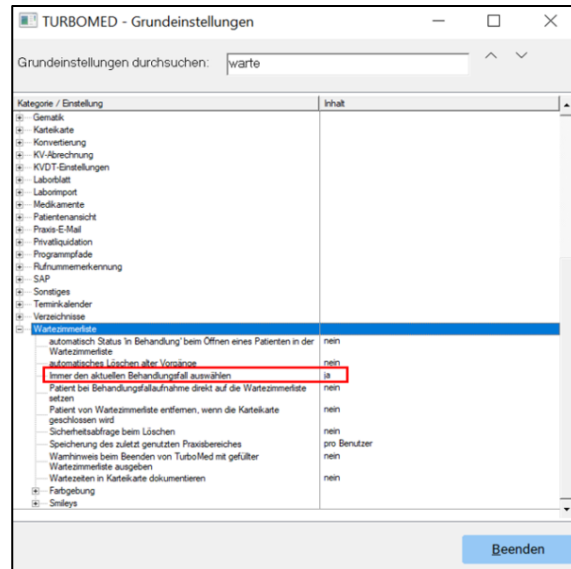 TURBOMED - Grundeinstellungen
Grundeinstellungen durchsuchen: warte
Kategorie / Einstellung Inhalt
Gematik
Karteikarte
Konvertierung
KV-Abrechnung
KVDT-Einstellungen
Laborblatt
Laborimport
Medikamente
Patientenansicht
Praxis-E-Mail
Privatliquidation
Programmpfade
Rufnummernerkennung
SAP
Sonstiges
Terminkalender
Verzeichnisse
Wartezimmerliste
automatisch Status 'in Behandlung' beim Öffnen eines Patienten in der nein
Wartezimmerliste
automatisches Löschen alter Vorgänge nein
Immer den aktuellen Behandlungsfall auswählen ja
Patient bei Behandlungsfallaufnahme direkt auf die Wartezimmerliste nein
setzen
Patient von Wartezimmerliste entfernen, wenn die Karteikarte nein
geschlossen wird
Sicherheitsabfrage beim Löschen nein
Speicherung des zuletzt genutzten Praxisbereiches pro Benutzer
Warnhinweis beim Beenden von TurboMed mit gefüllter nein
Wartezimmerliste ausgeben
Wartezeiten in Karteikarte dokumentieren nein
Farbgebung
Smileys
Beenden